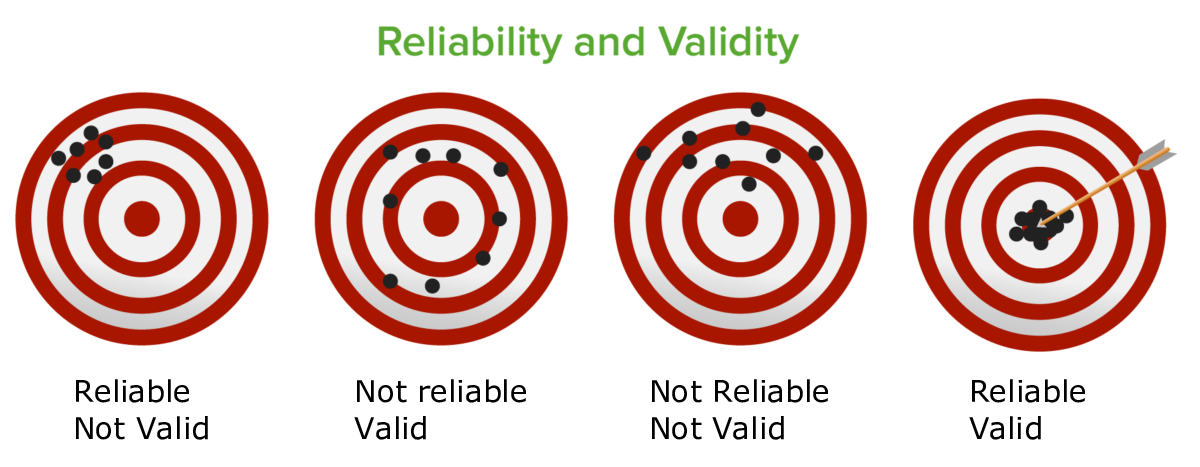 Reliability and Validity
Reliable
Not Valid
Not reliable
Valid
Not Reliable
Not Valid
Reliable
Valid